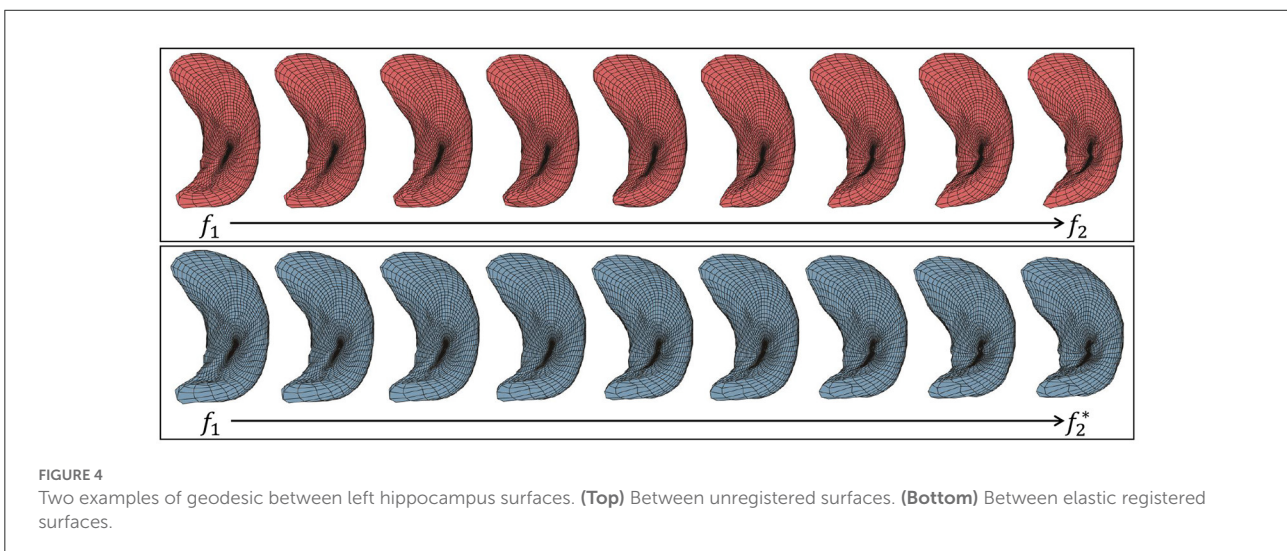 f₁ f₂
f₁ f₂*
FIGURE 4
Two examples of geodesic between left hippocampus surfaces. (Top) Between unregistered surfaces. (Bottom) Between elastic registered
surfaces.